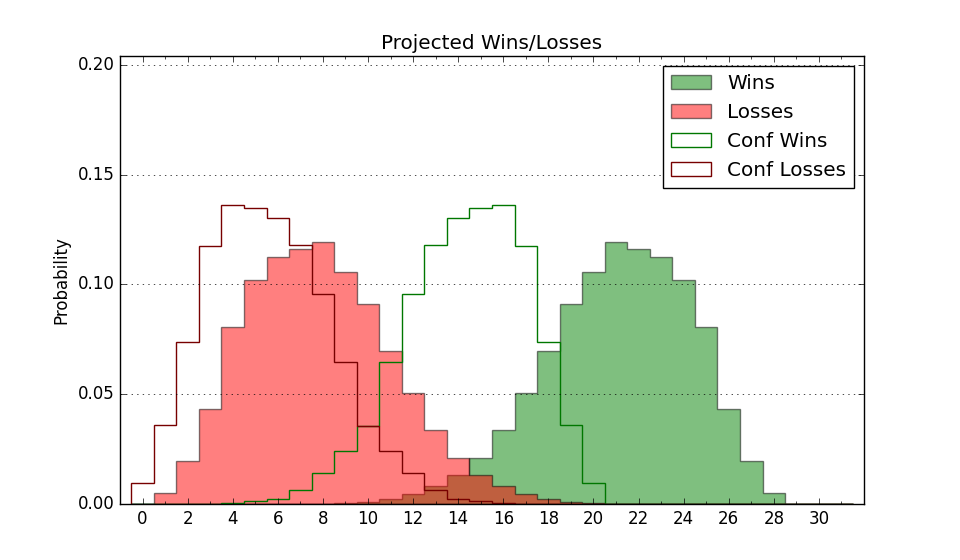 Projected Wins/Losses
0.20
0.15
0.10
0.05
0.00
Probability
Wins
Losses
Conf Wins
Conf Losses
0 2 4 6 8 10 12 14 16 18 20 22 24 26 28 30